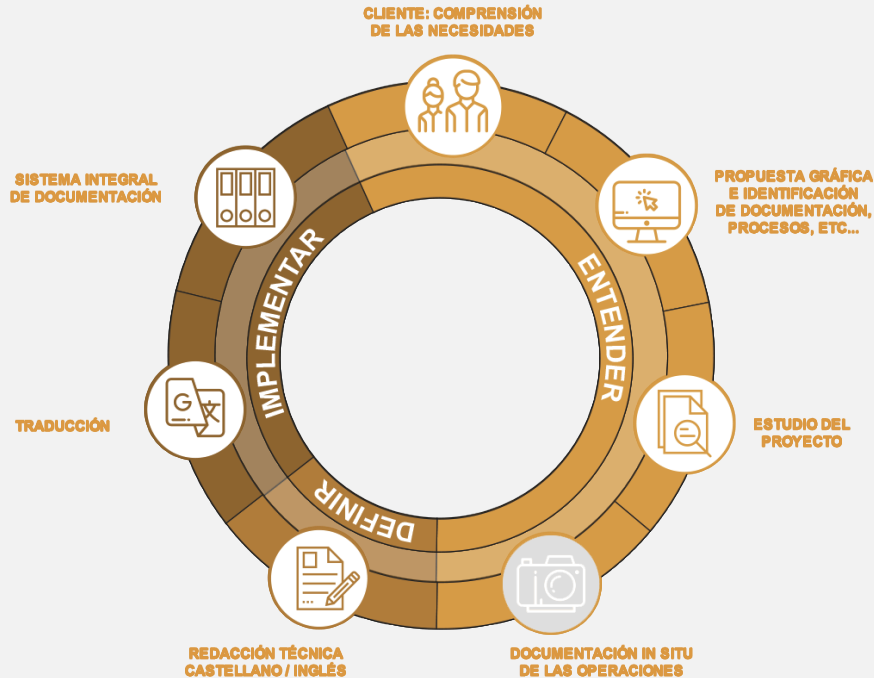 CLIENTE: COMPRENSIÓN
DE LAS NECESIDADES
PROPUESTA GRÁFICA
E IDENTIFICACIÓN
DE DOCUMENTACIÓN,
PROCESOS, ETC...
ESTUDIO DEL
PROYECTO
DOCUMENTACIÓN IN SITU
DE LAS OPERACIONES
REDACCIÓN TÉCNICA
CASTELLANO / INGLÉS
TRADUCCIÓN
SISTEMA INTEGRAL
DE DOCUMENTACIÓN
ENTENDER
DEFINIR
IMPLEMENTAR
G
文